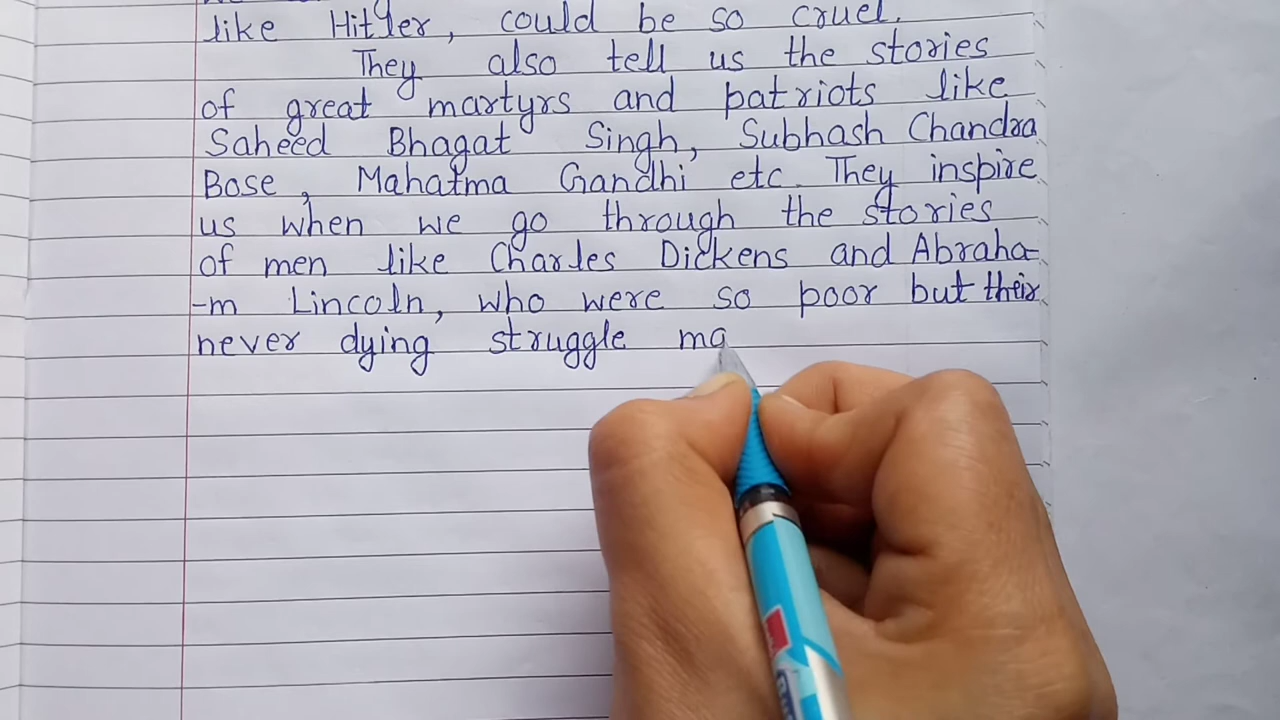 like Hitler, could be so cruel.
They also tell us the stories
of great martyrs and patriots like
Saheed Bhagat Singh, Subhash Chandra
Bose, Mahatma Gandhi etc. They inspire
us when we go through the stories
of men like Charles Dickens and Abraha-
-m Lincoln, who were so poor but their
never dying struggle ma